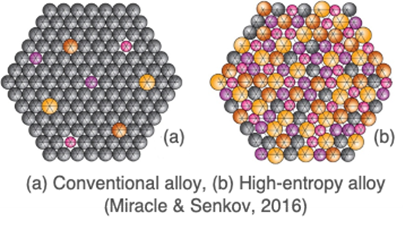 (a)
(b)
(a) Conventional alloy, (b) High-entropy alloy
(Miracle & Senkov, 2016)